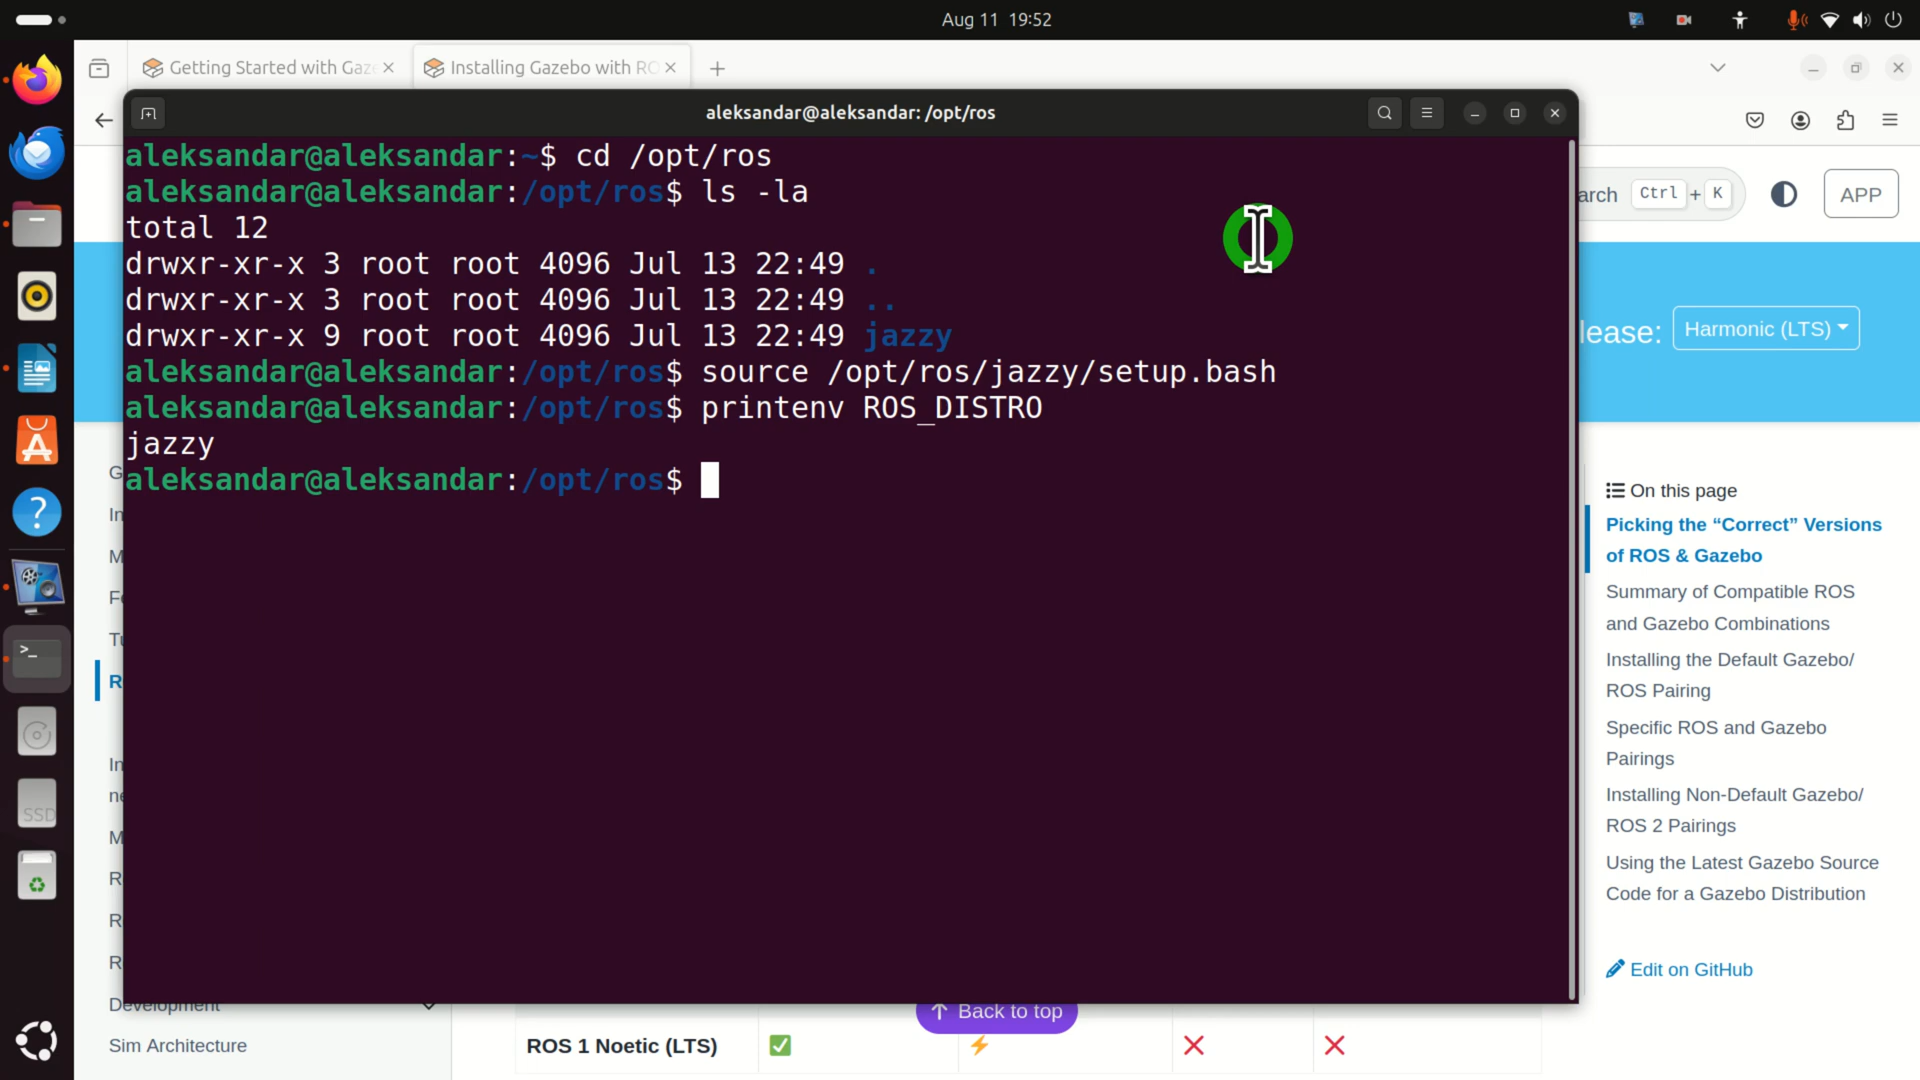 Aug 11 19:52
Getting Started with Gaze
Installing Gazebo with RO
aleksandar@aleksandar: /opt/ros
aleksandar@aleksandar:~$ cd /opt/ros
aleksandar@aleksandar:/opt/ros$ ls -la
total 12
drwxr-xr-x 3 root root 4096 Jul 13 22:49 .
drwxr-xr-x 3 root root 4096 Jul 13 22:49 ..
drwxr-xr-x 9 root root 4096 Jul 13 22:49 jazzy
aleksandar@aleksandar:/opt/ros$ source /opt/ros/jazzy/setup.bash
aleksandar@aleksandar:/opt/ros$ printenv ROS_DISTRO
jazzy
aleksandar@aleksandar:/opt/ros$
arch Ctrl + K
APP
lease: Harmonic (LTS)
On this page
Picking the “Correct” Versions
of ROS & Gazebo
Summary of Compatible ROS
and Gazebo Combinations
Installing the Default Gazebo/
ROS Pairing
Specific ROS and Gazebo
Pairings
Installing Non-Default Gazebo/
ROS 2 Pairings
Using the Latest Gazebo Source
Code for a Gazebo Distribution
Edit on GitHub
SSD
Development
Sim Architecture
Back to top
ROS 1 Noetic (LTS)